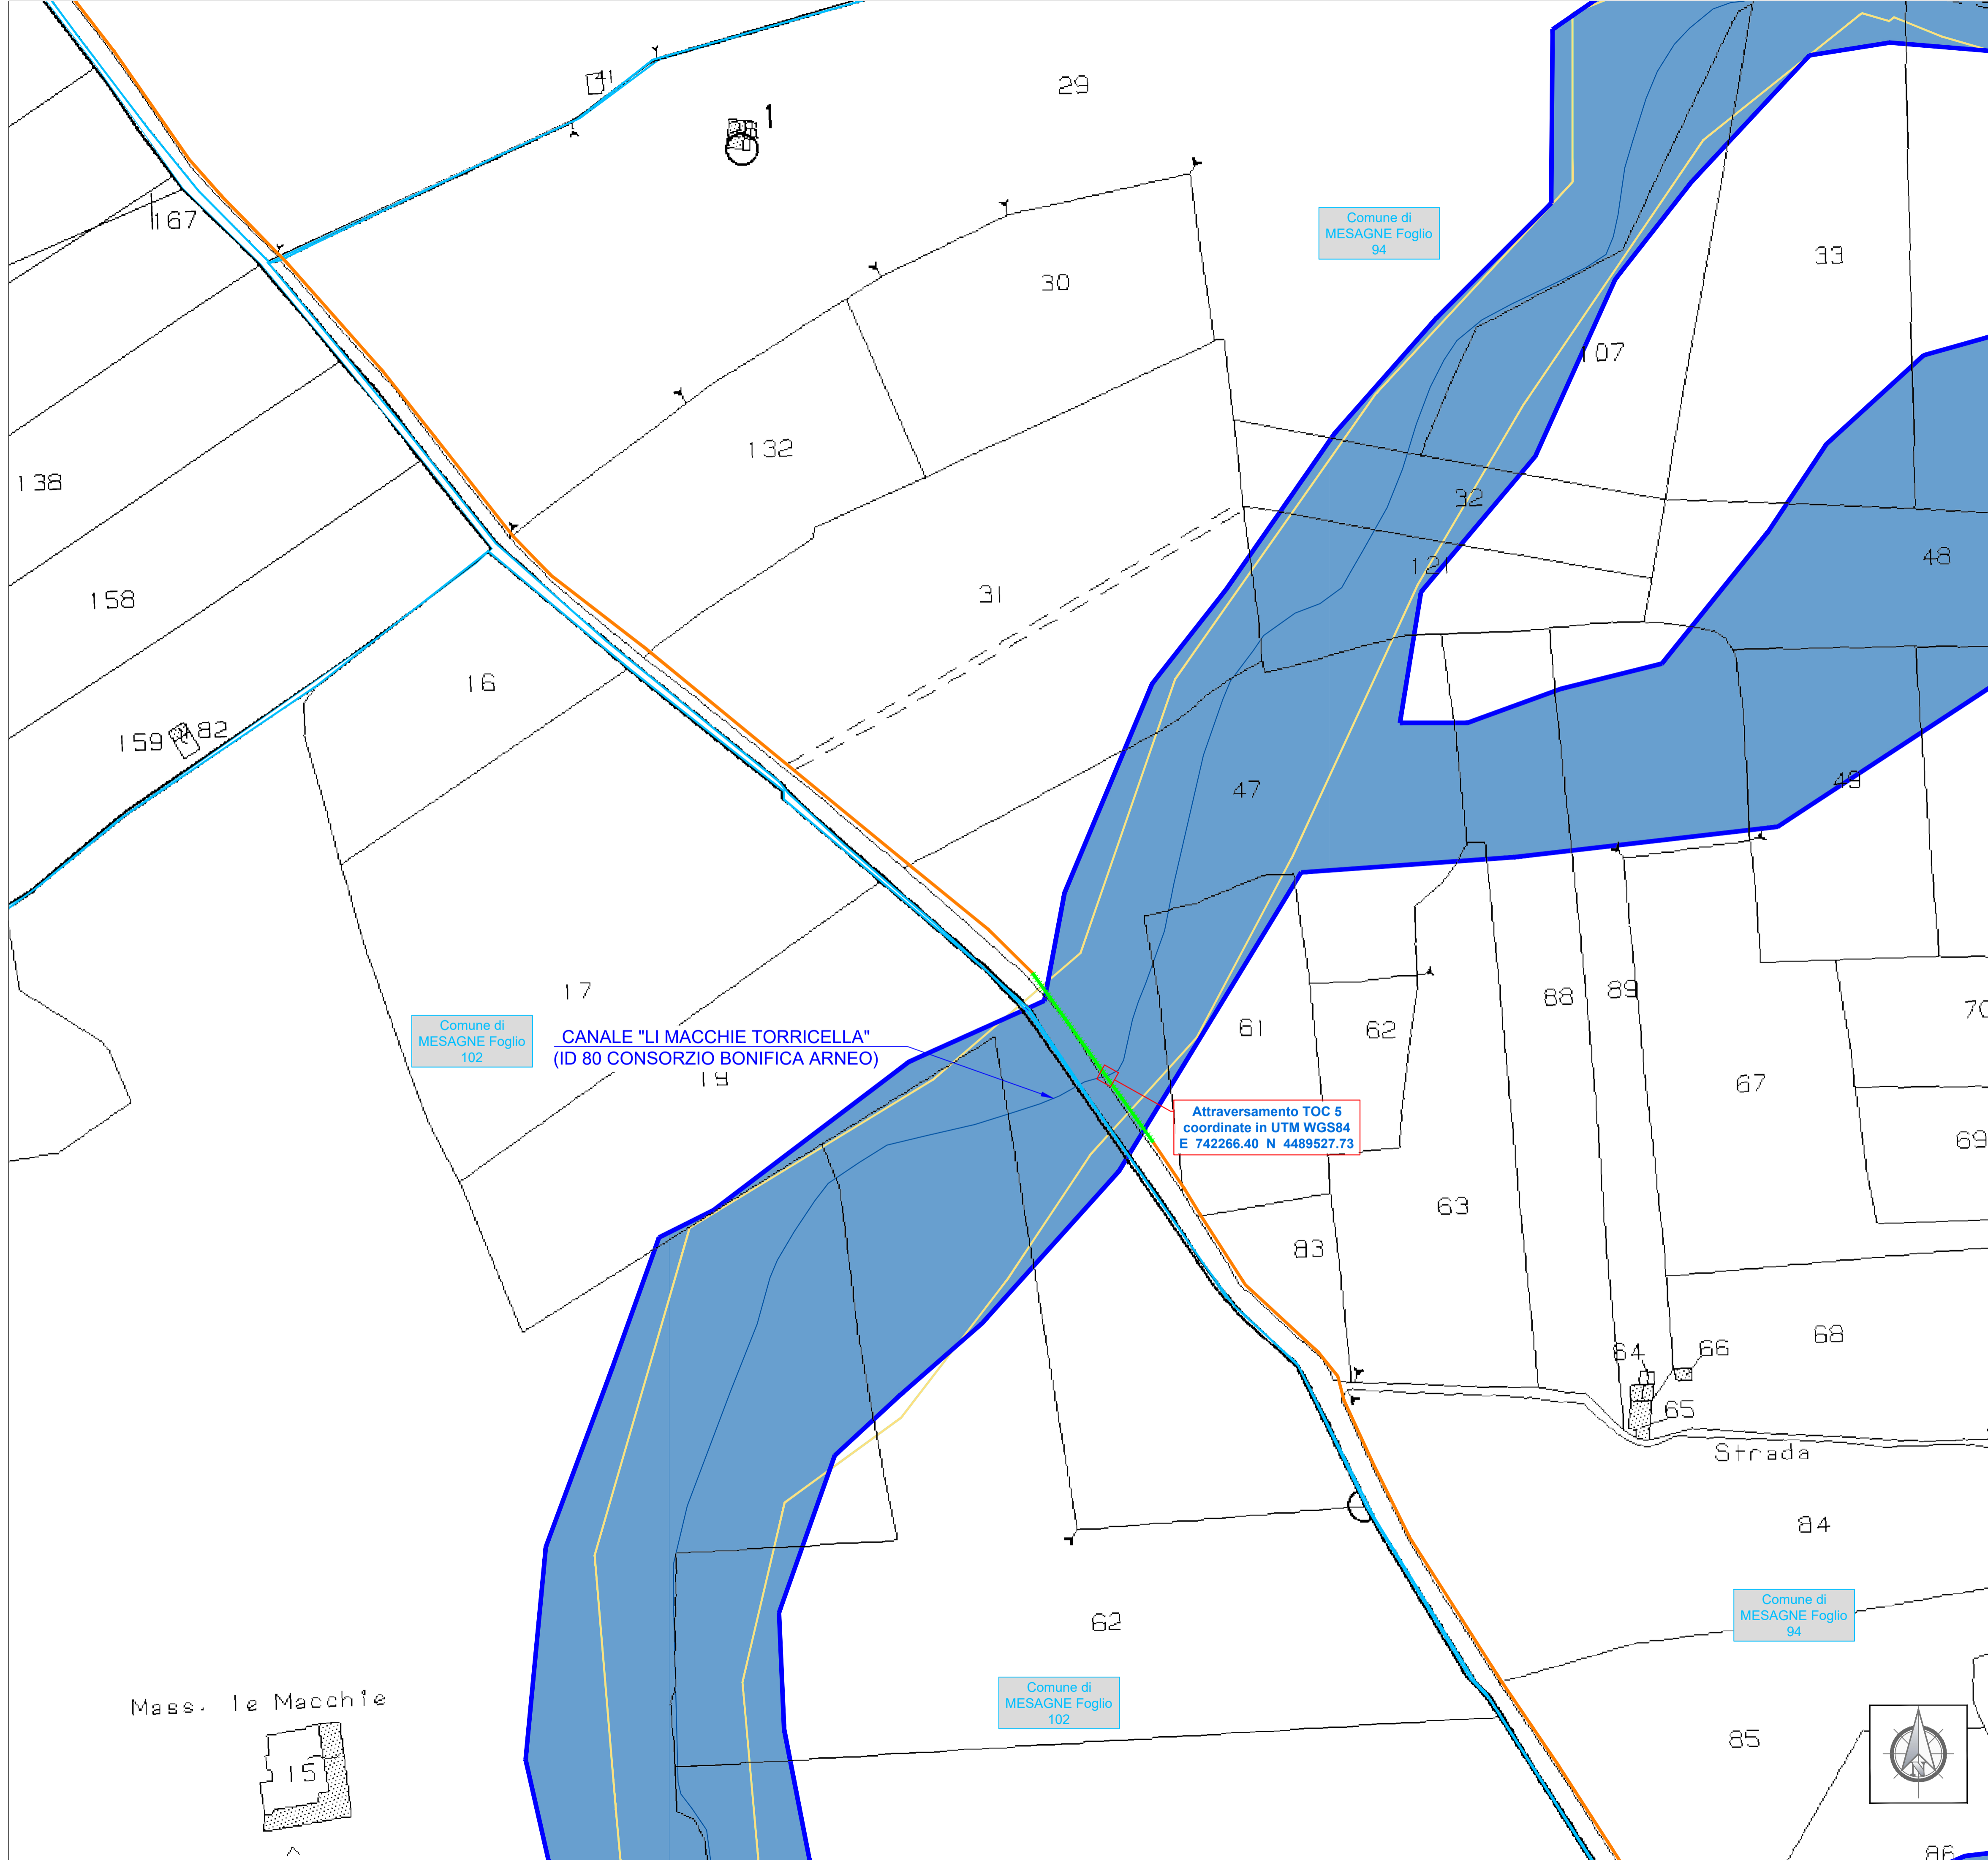 41
1
29
167
Comune di
MESAGNE Foglio
94
33
30
107
132
138
32
48
121
158
31
16
159
82
47
49
17
88
89
70
61
62
Comune di
MESAGNE Foglio
102
CANALE "LI MACCHIE TORRICELLA"
(ID 80 CONSORZIO BONIFICA ARNEO)
19
67
Attraversamento TOC 5
coordinate in UTM WGS84
E 742266.40 N 4489527.73
69
63
83
64
66
68
65
Strada
84
62
Comune di
MESAGNE Foglio
94
Comune di
MESAGNE Foglio
102
Mass. le Macchie
15
85
N
86